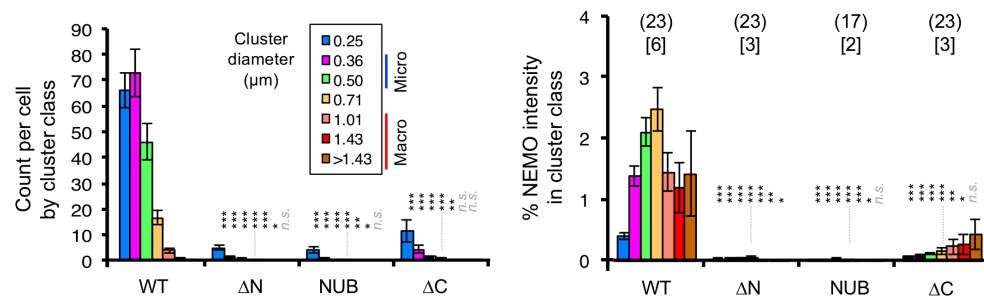 Count per cell
by cluster class
90
80
70
60
50
40
30
20
10
0
Cluster
diameter
(μm)
0.25
0.36
0.50
0.71
1.01
1.43
>1.43
Micro
Macro
n.s.
n.s.
n.s.
n.s.
WT
ΔN
NUB
ΔC
% NEMO intensity
in cluster class
4
3
2
1
0
(23)
[6]
(23)
[3]
(17)
[2]
(23)
[3]
n.s.
n.s.
WT
ΔN
NUB
ΔC